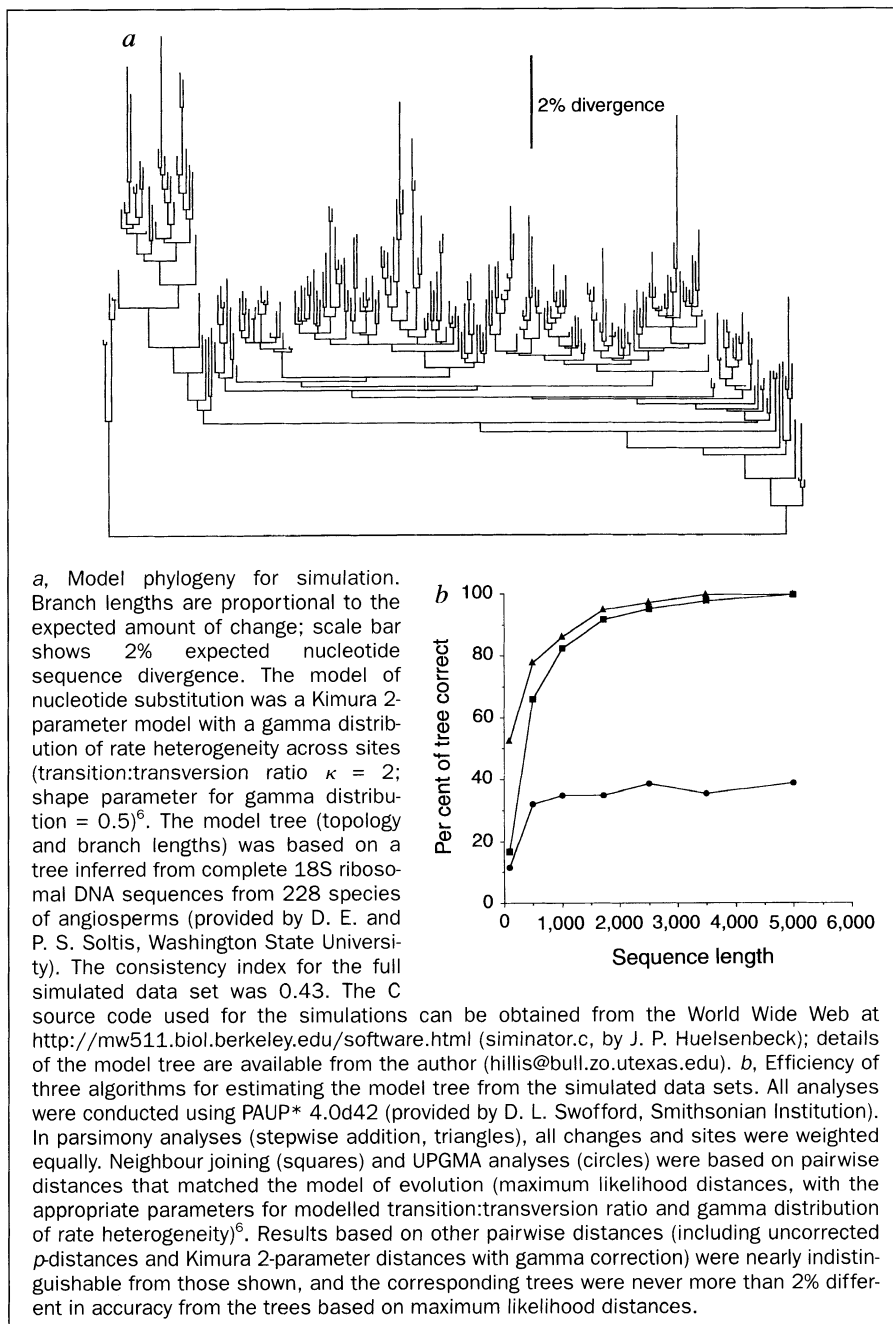 a
2% divergence
a, Model phylogeny for simulation.
Branch lengths are proportional to the
expected amount of change; scale bar
shows 2% expected nucleotide
sequence divergence. The model of
nucleotide substitution was a Kimura 2-
parameter model with a gamma distrib-
ution of rate heterogeneity across sites
(transition:transversion ratio κ = 2;
shape parameter for gamma distribu-
tion = 0.5)⁶. The model tree (topology
and branch lengths) was based on a
tree inferred from complete 18S riboso-
mal DNA sequences from 228 species
of angiosperms (provided by D. E. and
P. S. Soltis, Washington State Universi-
ty). The consistency index for the full
simulated data set was 0.43. The C
b
Per cent of tree correct
100
80
60
40
20
0
0 1,000 2,000 3,000 4,000 5,000 6,000
Sequence length
source code used for the simulations can be obtained from the World Wide Web at
http://mw511.biol.berkeley.edu/software.html (siminator.c, by J. P. Huelsenbeck); details
of the model tree are available from the author (hillis@bull.zo.utexas.edu). b, Efficiency of
three algorithms for estimating the model tree from the simulated data sets. All analyses
were conducted using PAUP* 4.0d42 (provided by D. L. Swofford, Smithsonian Institution).
In parsimony analyses (stepwise addition, triangles), all changes and sites were weighted
equally. Neighbour joining (squares) and UPGMA analyses (circles) were based on pairwise
distances that matched the model of evolution (maximum likelihood distances, with the
appropriate parameters for modelled transition:transversion ratio and gamma distribution
of rate heterogeneity)⁶. Results based on other pairwise distances (including uncorrected
p-distances and Kimura 2-parameter distances with gamma correction) were nearly indistin-
guishable from those shown, and the corresponding trees were never more than 2% differ-
ent in accuracy from the trees based on maximum likelihood distances.